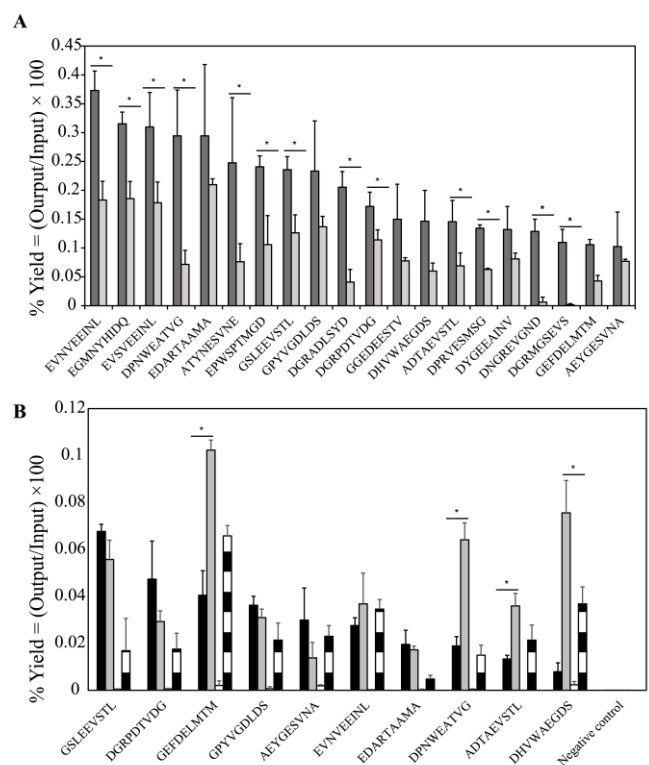 A
% Yield = (Ourput/Input) × 100
0.45
0.4
0.35
0.3
0.25
0.2
0.15
0.1
0.05
0
* * * * * * * * * * * * *
EVNVEEINL
EGMNYHIDQ
EVSVEEINL
DPNWEATVG
EDARTAAMA
ATYNESVNE
EPWSPTMGD
GSLEEVSTL
GPYVGDLDS
DGRADLSYD
DGRPDTVDG
GGEDEESTV
DHVWAEGDS
ADTAEVSTL
DPRVESMSG
DYGEEAINV
DNGREVGND
DGRMGSEVS
GEFDELMTM
AEYGESVNA
B
% Yield = (Output/Input) ×100
0.12
0.1
0.08
0.06
0.04
0.02
0
* * * *
GSLEEVSTL
DGRPDTVDG
GEFDELMTM
GPYVGDLDS
AEYGESVNA
EVNVEEINL
EDARTAAMA
DPNWEATVG
ADTAEVSTL
DHVWAEGDS
Negative control